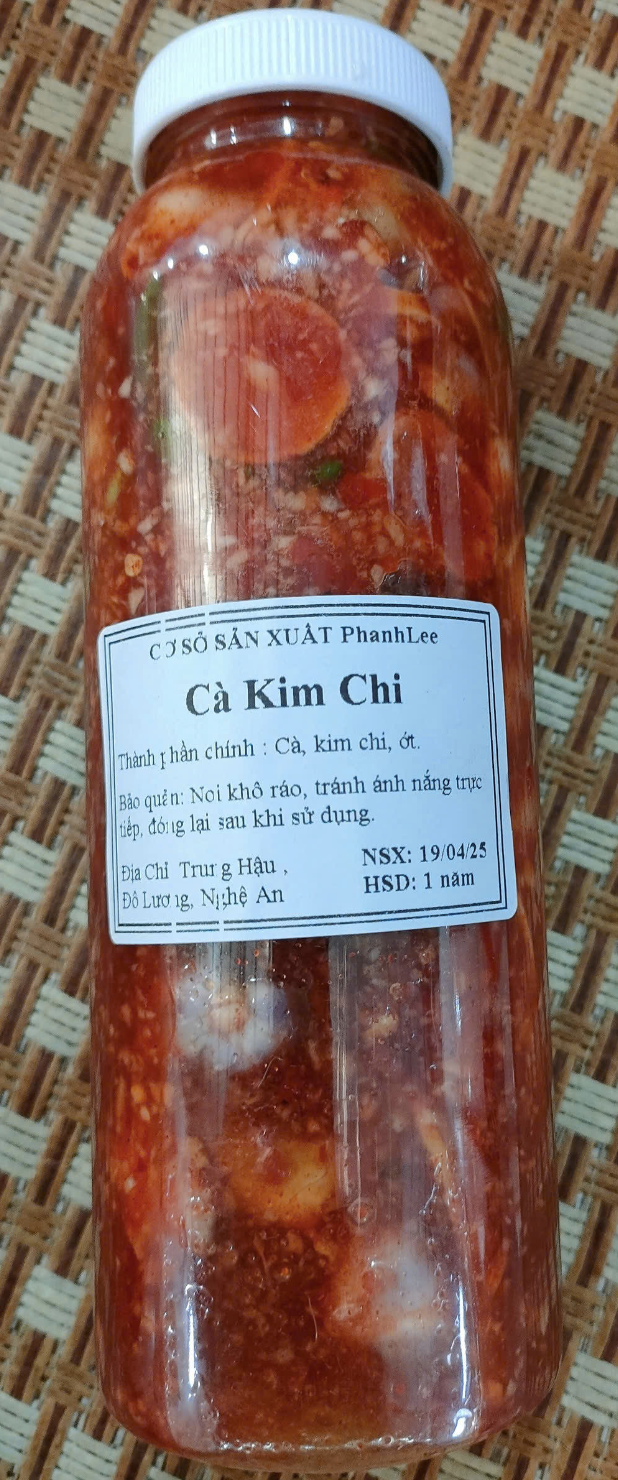 CƠ SỞ SẢN XUẤT PhanhLee
Cà Kim Chi
Thành phần chính : Cà, kim chi, ớt.
Bảo quản: Nơi khô ráo, tránh ánh nắng trực
tiếp, đóng lại sau khi sử dụng.
Địa Chỉ Trung Hậu ,
Đô Lương, Nghệ An
NSX: 19/04/25
HSD: 1 năm